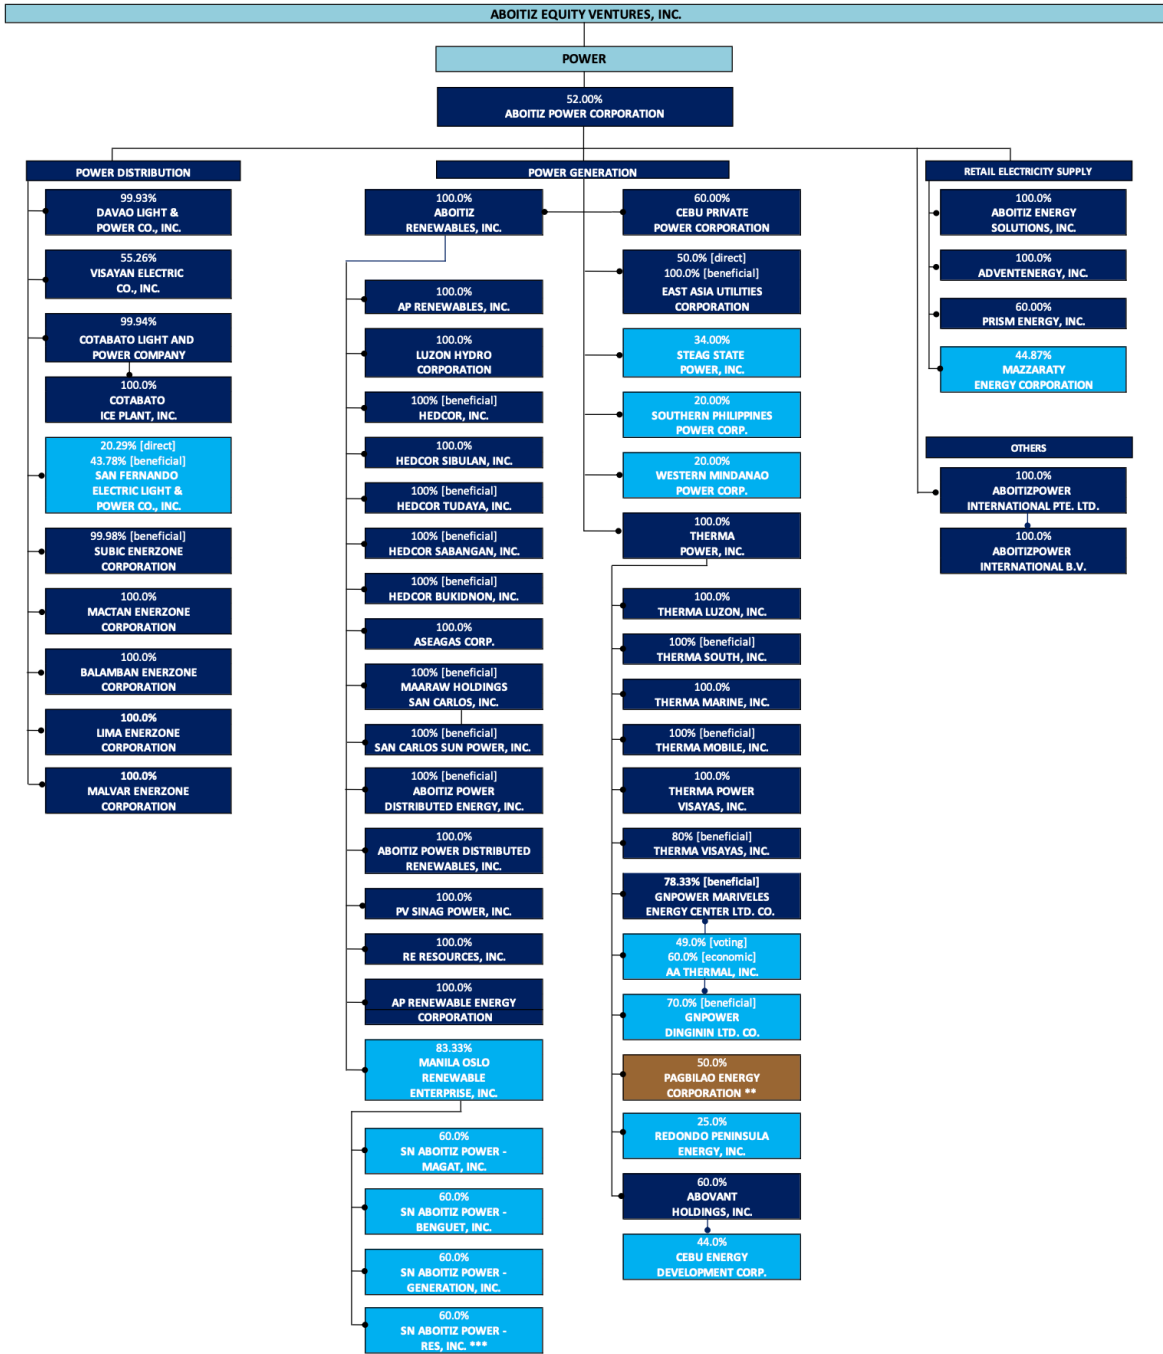 ABOITIZ EQUITY VENTURES, INC.
POWER
52.00%
ABOITIZ POWER CORPORATION
POWER DISTRIBUTION
99.93%
DAVAO LIGHT &
POWER CO., INC.
55.26%
VISAYAN ELECTRIC
CO., INC.
99.94%
COTABATO LIGHT AND
POWER COMPANY
100.0%
COTABATO
ICE PLANT, INC.
20.29% [direct]
43.78% [beneficial]
SAN FERNANDO
ELECTRIC LIGHT &
POWER CO., INC.
99.98% [beneficial]
SUBIC ENERZONE
CORPORATION
100.0%
MACTAN ENERZONE
CORPORATION
100.0%
BALAMBAN ENERZONE
CORPORATION
100.0%
LIMA ENERZONE
CORPORATION
100.0%
MALVAR ENERZONE
CORPORATION
POWER GENERATION
100.0%
ABOITIZ
RENEWABLES, INC.
100.0%
AP RENEWABLES, INC.
100.0%
LUZON HYDRO
CORPORATION
100% [beneficial]
HEDCOR, INC.
100.0%
HEDCOR SIBULAN, INC.
100% [beneficial]
HEDCOR TUDAYA, INC.
100% [beneficial]
HEDCOR SABANGAN, INC.
100% [beneficial]
HEDCOR BUKIDNON, INC.
100.0%
ASEAGAS CORP.
100% [beneficial]
MAARAW HOLDINGS
SAN CARLOS, INC.
100% [beneficial]
SAN CARLOS SUN POWER, INC.
100% [beneficial]
ABOITIZ POWER
DISTRIBUTED ENERGY, INC.
100.0%
ABOITIZ POWER DISTRIBUTED
RENEWABLES, INC.
100.0%
PV SINAG POWER, INC.
100.0%
RE RESOURCES, INC.
100.0%
AP RENEWABLE ENERGY
CORPORATION
83.33%
MANILA OSLO
RENEWABLE
ENTERPRISE, INC.
60.0%
SN ABOITIZ POWER -
MAGAT, INC.
60.0%
SN ABOITIZ POWER -
BENGUET, INC.
60.0%
SN ABOITIZ POWER -
GENERATION, INC.
60.0%
SN ABOITIZ POWER -
RES, INC. ***
60.00%
CEBU PRIVATE
POWER CORPORATION
50.0% [direct]
100.0% [beneficial]
EAST ASIA UTILITIES
CORPORATION
34.00%
STEAG STATE
POWER, INC.
20.00%
SOUTHERN PHILIPPINES
POWER CORP.
20.00%
WESTERN MINDANAO
POWER CORP.
100.0%
THERMA
POWER, INC.
100.0%
THERMA LUZON, INC.
100% [beneficial]
THERMA SOUTH, INC.
100.0%
THERMA MARINE, INC.
100% [beneficial]
THERMA MOBILE, INC.
100.0%
THERMA POWER
VISAYAS, INC.
80% [beneficial]
THERMA VISAYAS, INC.
78.33% [beneficial]
GNPOWER MARIVELES
ENERGY CENTER LTD. CO.
49.0% [voting]
60.0% [economic]
AA THERMAL, INC.
70.0% [beneficial]
GNPOWER
DINGININ LTD. CO.
50.0%
PAGBILAO ENERGY
CORPORATION **
25.0%
REDONDO PENINSULA
ENERGY, INC.
60.0%
ABOVANT
HOLDINGS, INC.
44.0%
CEBU ENERGY
DEVELOPMENT CORP.
RETAIL ELECTRICITY SUPPLY
100.0%
ABOITIZ ENERGY
SOLUTIONS, INC.
100.0%
ADVENTENERGY, INC.
60.00%
PRISM ENERGY, INC.
44.87%
MAZZARATY
ENERGY CORPORATION
OTHERS
100.0%
ABOITIZPOWER
INTERNATIONAL PTE. LTD.
100.0%
ABOITIZPOWER
INTERNATIONAL B.V.